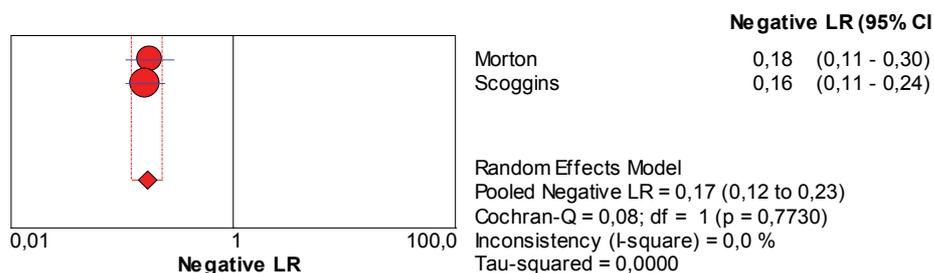 Negative LR (95% CI
Morton 0,18 (0,11 - 0,30)
Scoggins 0,16 (0,11 - 0,24)
Random Effects Model
Pooled Negative LR = 0,17 (0,12 to 0,23)
Cochran-Q = 0,08; df = 1 (p = 0,7730)
Inconsistency (I-square) = 0,0 %
Tau-squared = 0,0000
0,01 1 100,0
Negative LR